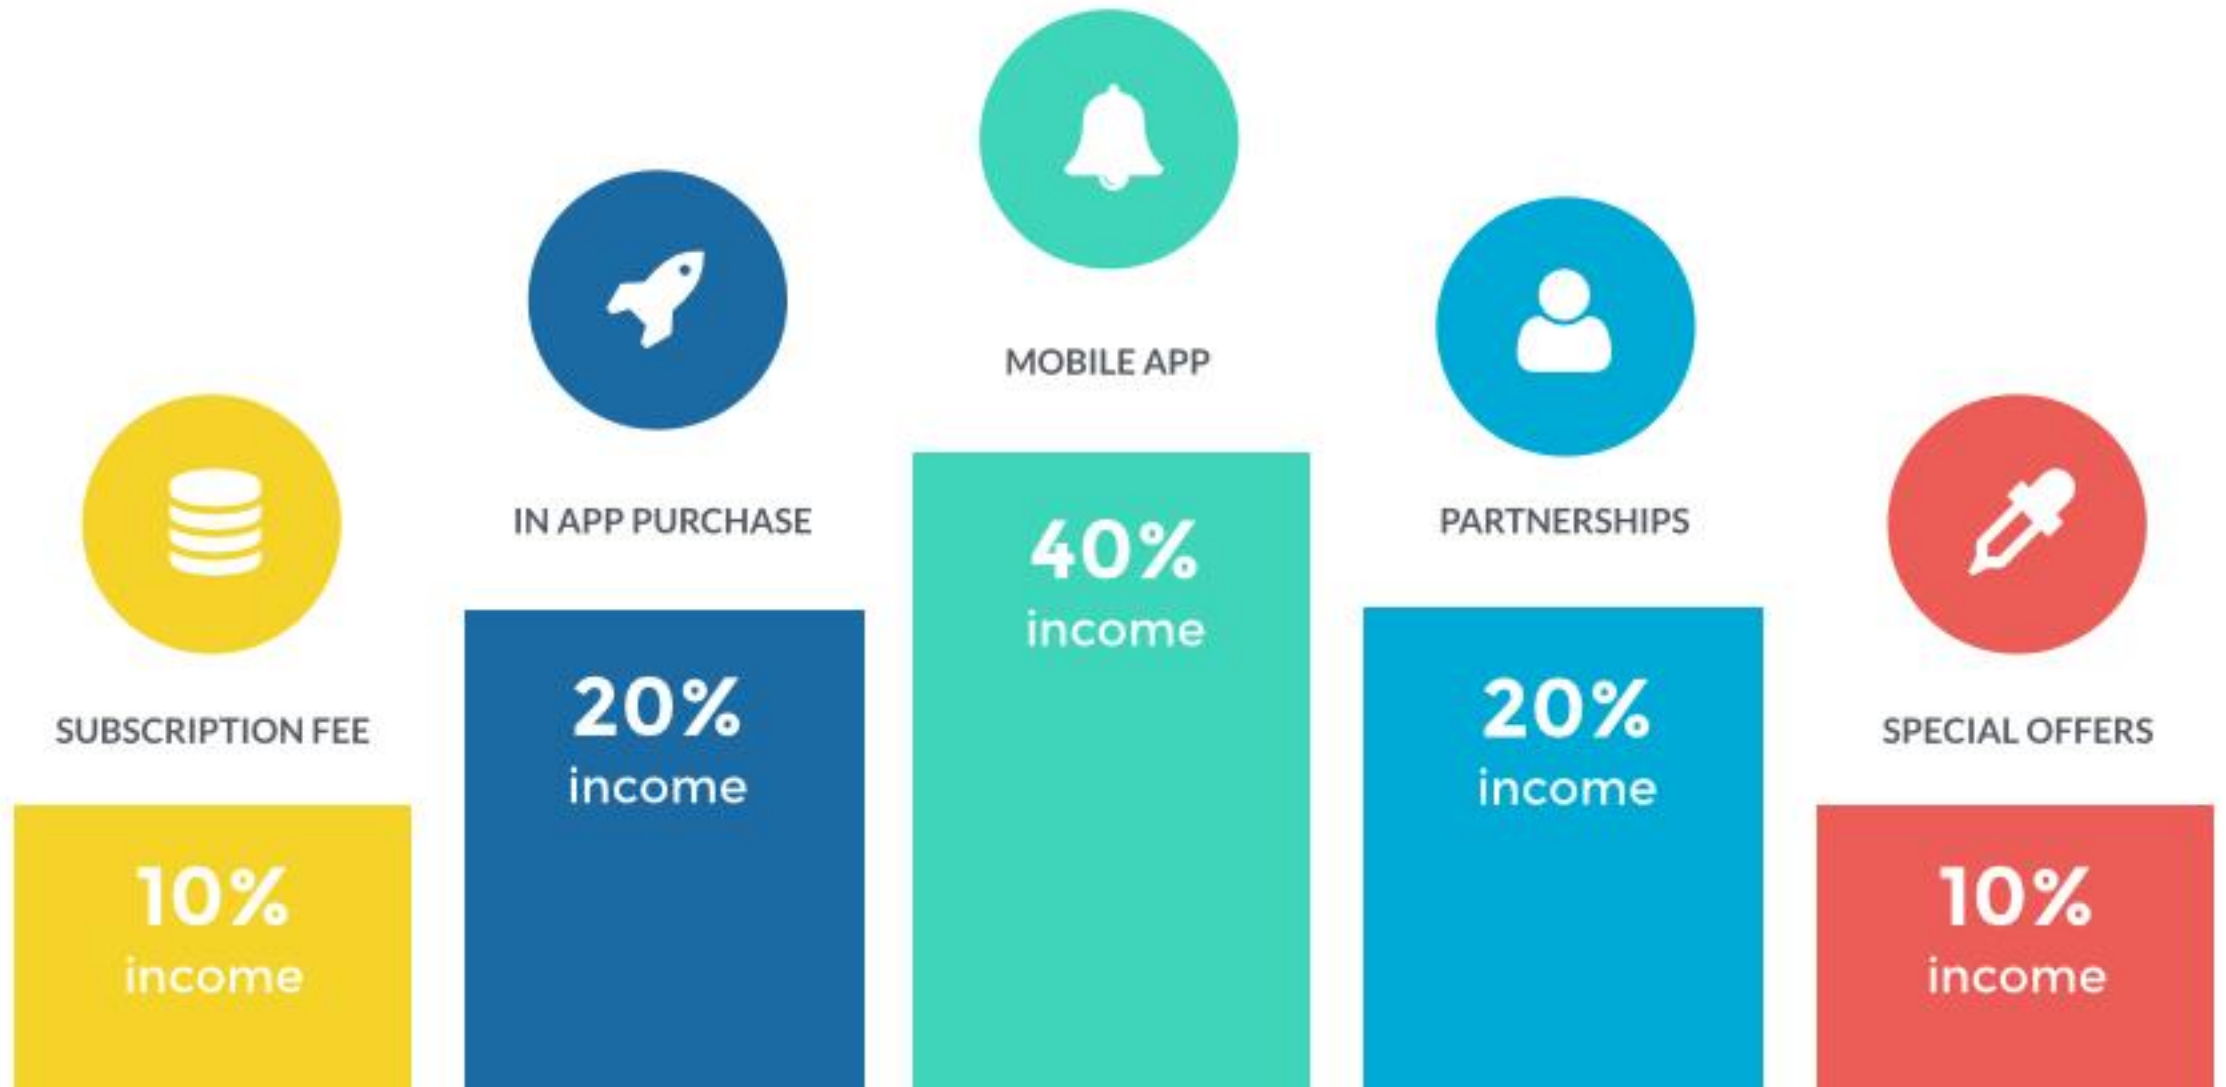 SUBSCRIPTION FEE
10%
income
IN APP PURCHASE
20%
income
MOBILE APP
40%
income
PARTNERSHIPS
20%
income
SPECIAL OFFERS
10%
income